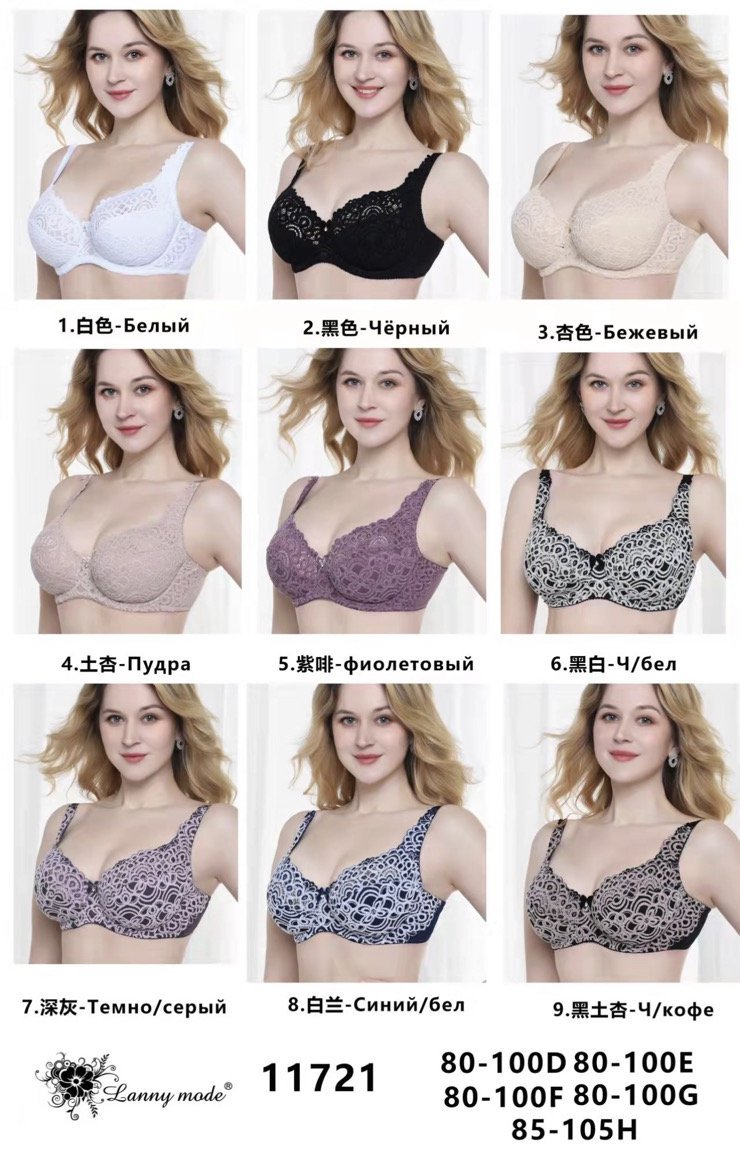 1.白色-Белый
2.黑色-Чёрный
3.杏色-Бежевый
4.土杏-Пудра
5.紫啡-фиолетовый
6.黑白-Ч/бел
7.深灰-Темно/серый
8.白兰-Синий/бел
9.黑土杏-Ч/кофе
Lanny mode®
11721
80-100D 80-100E
80-100F 80-100G
85-105H